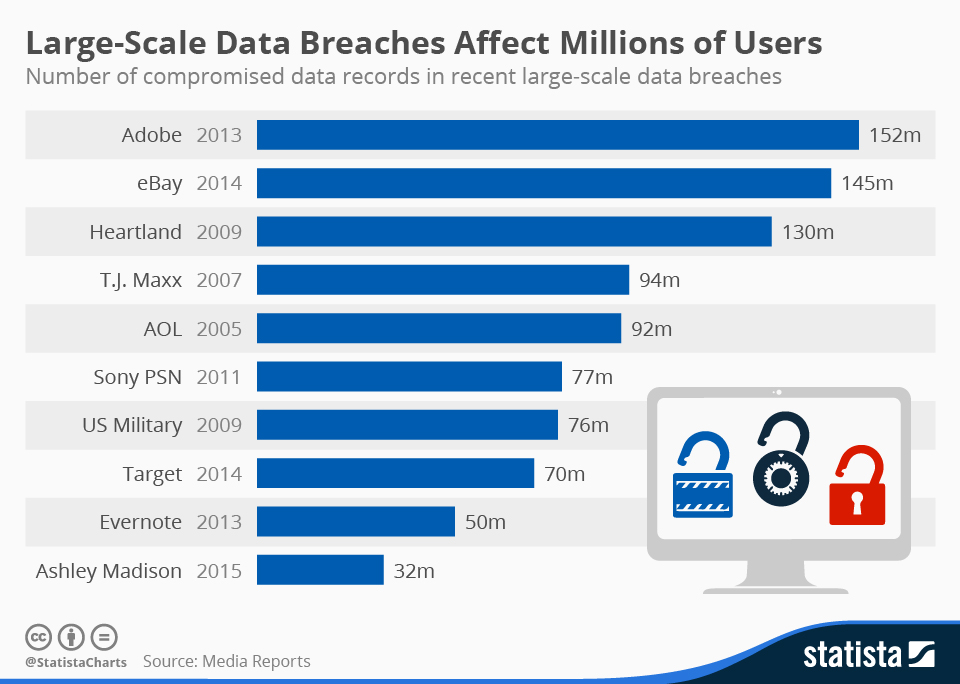 Large-Scale Data Breaches Affect Millions of Users
Number of compromised data records in recent large-scale data breaches
Adobe 2013 152m
eBay 2014 145m
Heartland 2009 130m
T.J. Maxx 2007 94m
AOL 2005 92m
Sony PSN 2011 77m
US Military 2009 76m
Target 2014 70m
Evernote 2013 50m
Ashley Madison 2015 32m
cc
@StatistaCharts Source: Media Reports
statista